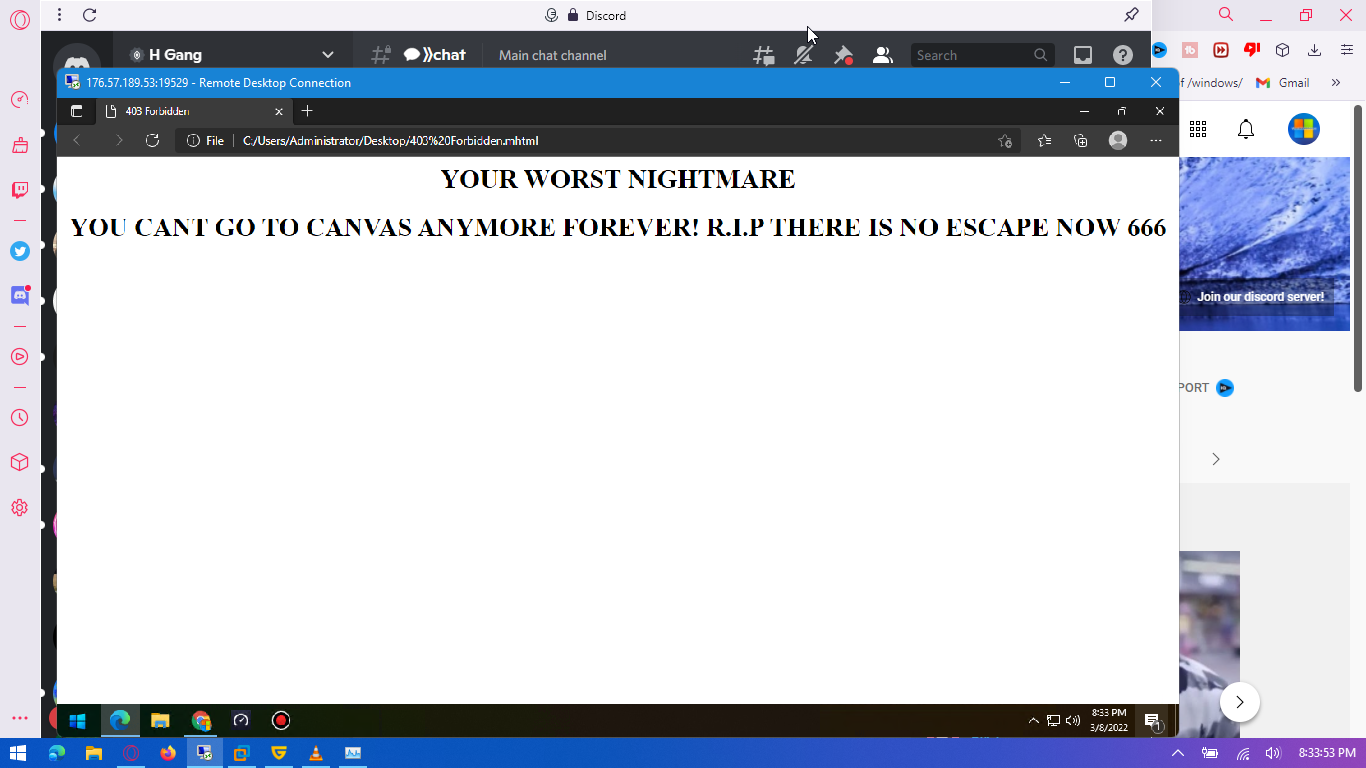 Discord
H Gang
chat
Main chat channel
Search
176.57.189.53:19529 - Remote Desktop Connection
f /windows/
Gmail
403 Forbidden
File
C:/Users/Administrator/Desktop/403%20Forbidden.mhtml
YOUR WORST NIGHTMARE
YOU CANT GO TO CANVAS ANYMORE FOREVER! R.I.P THERE IS NO ESCAPE NOW 666
Join our discord server!
PORT
8:33 PM
3/8/2022
1
8:33:53 PM